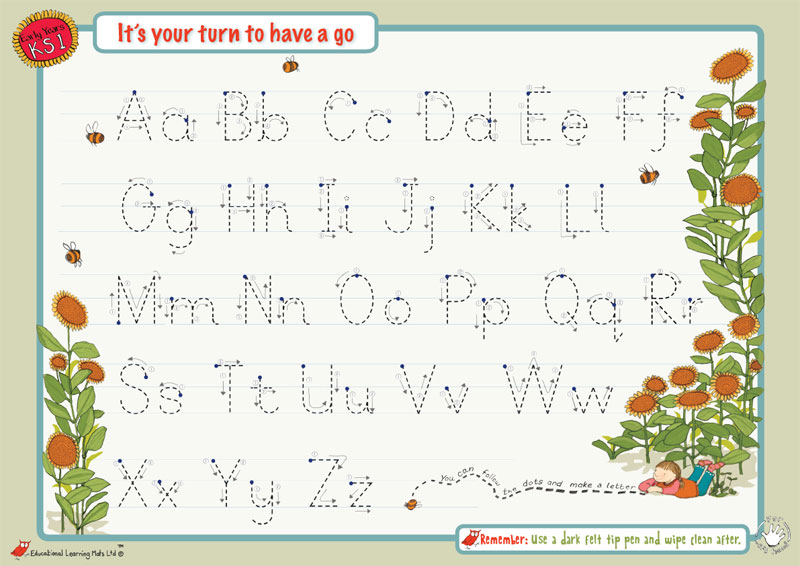 Early Years
KS1
It's your turn to have a go
Aa Bb Cc Dd Ee Ff
Gg Hh Ii Jj Kk Ll
Mm Nn Oo Pp Qq Rr
Ss Tt Uu Vv Ww
Xx Yy Zz
You can follow the dots and make a letter
Educational Learning Mats Ltd ©
TM
Remember: Use a dark felt tip pen and wipe clean after.